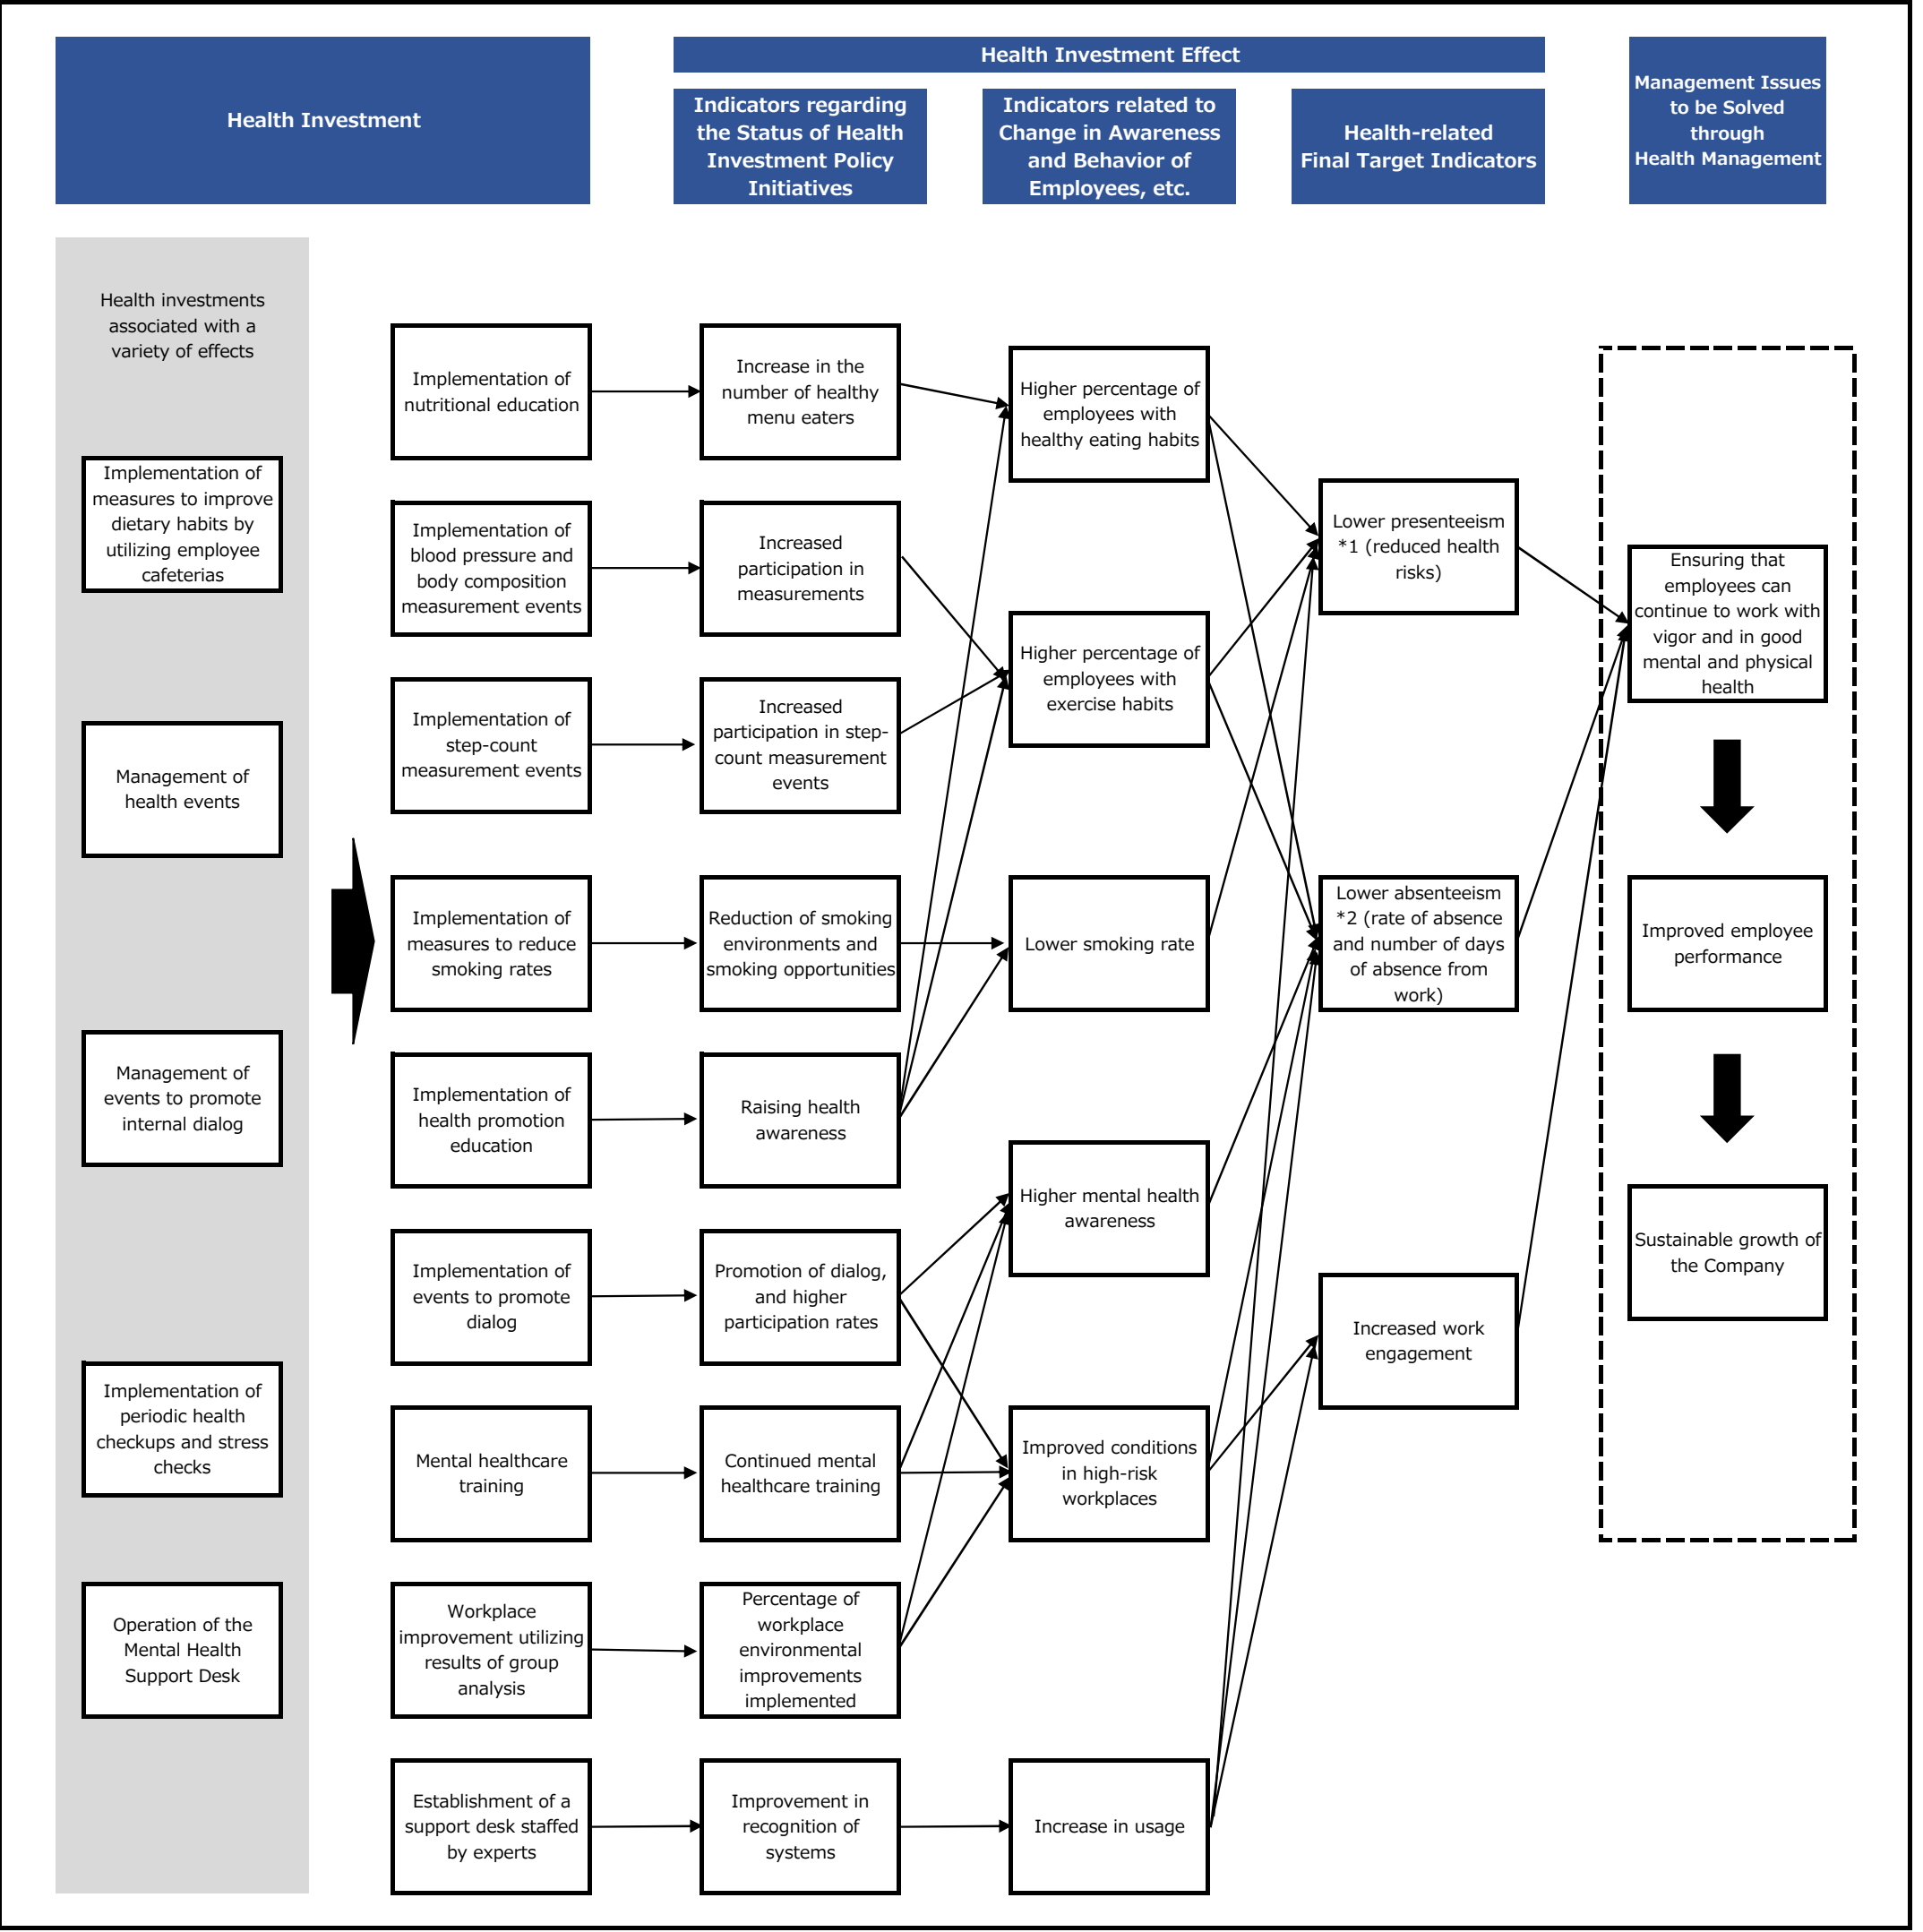 Health Investment
Health Investment Effect
Indicators regarding
the Status of Health
Investment Policy
Initiatives
Indicators related to
Change in Awareness
and Behavior of
Employees, etc.
Health-related
Final Target Indicators
Management Issues
to be Solved
through
Health Management
Health investments
associated with a
variety of effects
Implementation of
measures to improve
dietary habits by
utilizing employee
cafeterias
Management of
health events
Management of
events to promote
internal dialog
Implementation of
periodic health
checkups and stress
checks
Operation of the
Mental Health
Support Desk
Implementation of
nutritional education
Implementation of
blood pressure and
body composition
measurement events
Implementation of
step-count
measurement events
Implementation of
measures to reduce
smoking rates
Implementation of
health promotion
education
Implementation of
events to promote
dialog
Mental healthcare
training
Workplace
improvement utilizing
results of group
analysis
Establishment of a
support desk staffed
by experts
Increase in the
number of healthy
menu eaters
Increased
participation in
measurements
Increased
participation in step-
count measurement
events
Reduction of smoking
environments and
smoking opportunities
Raising health
awareness
Promotion of dialog,
and higher
participation rates
Continued mental
healthcare training
Percentage of
workplace
environmental
improvements
implemented
Improvement in
recognition of
systems
Higher percentage of
employees with
healthy eating habits
Higher percentage of
employees with
exercise habits
Lower smoking rate
Higher mental health
awareness
Improved conditions
in high-risk
workplaces
Increase in usage
Lower presenteeism
*1 (reduced health
risks)
Lower absenteeism
*2 (rate of absence
and number of days
of absence from
work)
Increased work
engagement
Ensuring that
employees can
continue to work with
vigor and in good
mental and physical
health
Improved employee
performance
Sustainable growth of
the Company